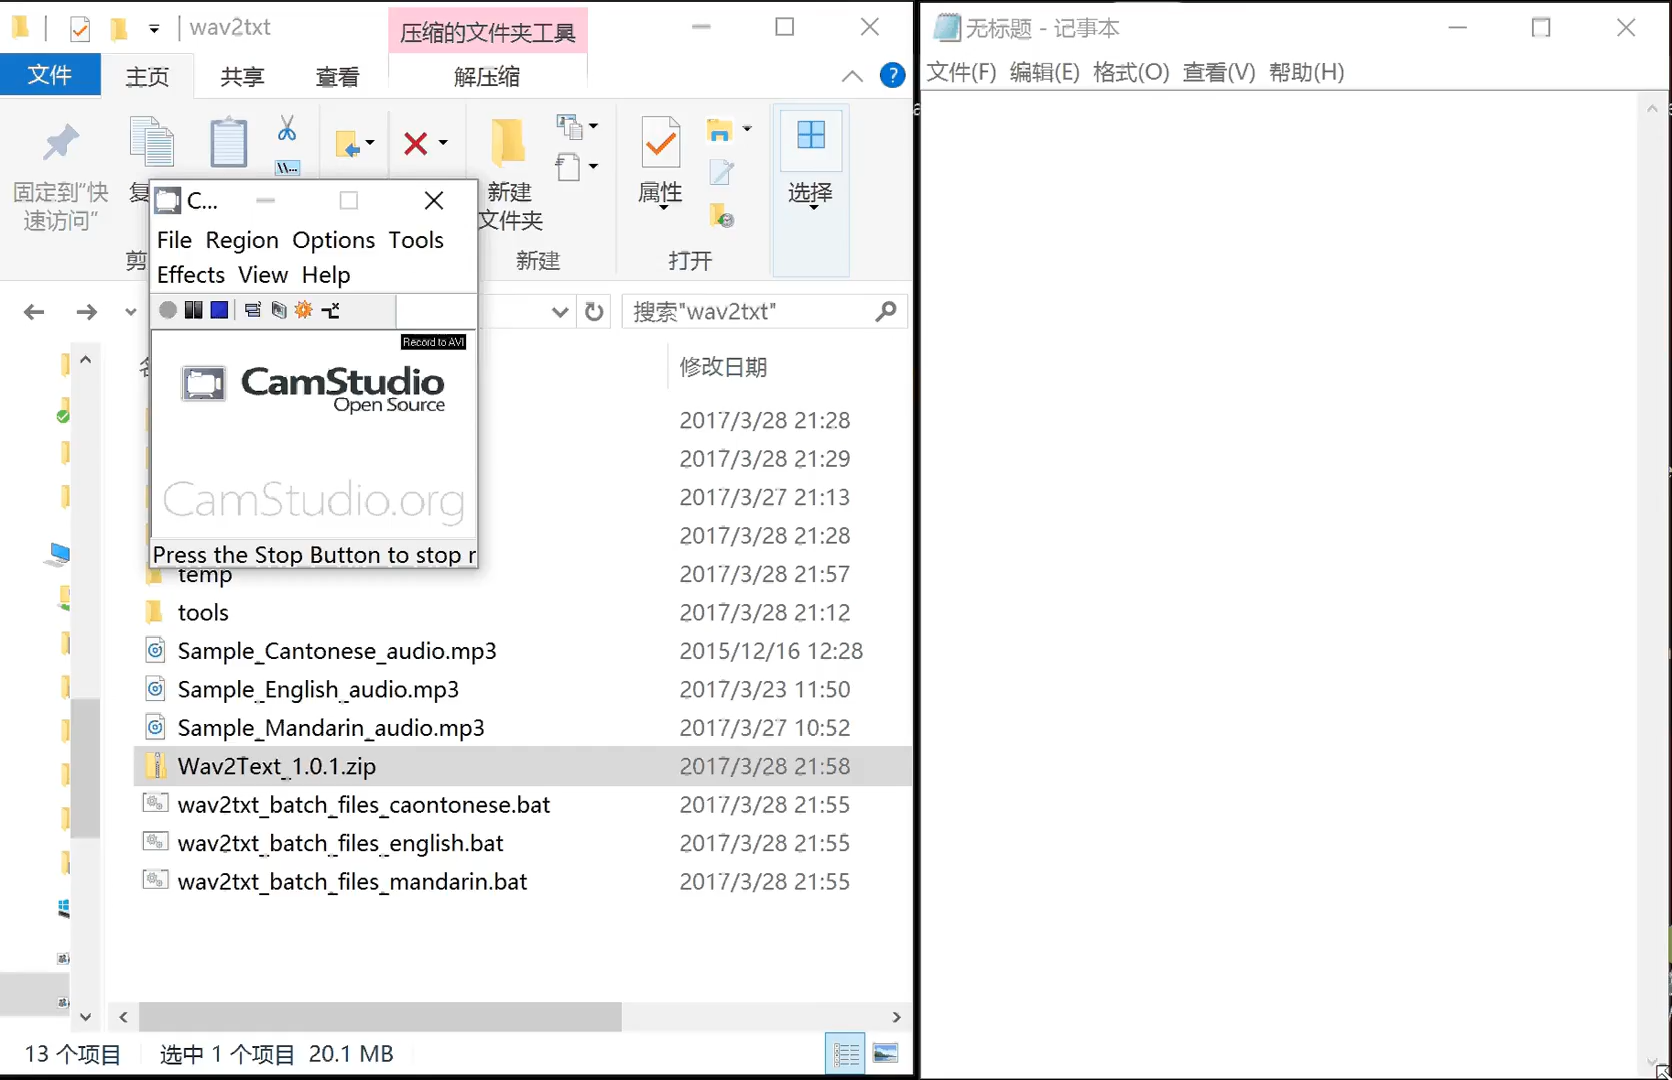 wav2txt
压缩的文件夹工具
文件
主页
共享
查看
解压缩
固定到"快
速访问"
新建
文件夹
属性
选择
新建
打开
C...
File Region Options Tools
Effects View Help
Record to AVI
CamStudio
Open Source
CamStudio.org
Press the Stop Button to stop r
搜索"wav2txt"
修改日期
2017/3/28 21:28
2017/3/28 21:29
2017/3/27 21:13
2017/3/28 21:28
temp 2017/3/28 21:57
tools 2017/3/28 21:12
Sample_Cantonese_audio.mp3 2015/12/16 12:28
Sample_English_audio.mp3 2017/3/23 11:50
Sample_Mandarin_audio.mp3 2017/3/27 10:52
Wav2Text_1.0.1.zip 2017/3/28 21:58
wav2txt_batch_files_caontonese.bat 2017/3/28 21:55
wav2txt_batch_files_english.bat 2017/3/28 21:55
wav2txt_batch_files_mandarin.bat 2017/3/28 21:55
13 个项目 选中 1 个项目 20.1 MB
无标题 - 记事本
文件(F) 编辑(E) 格式(O) 查看(V) 帮助(H)